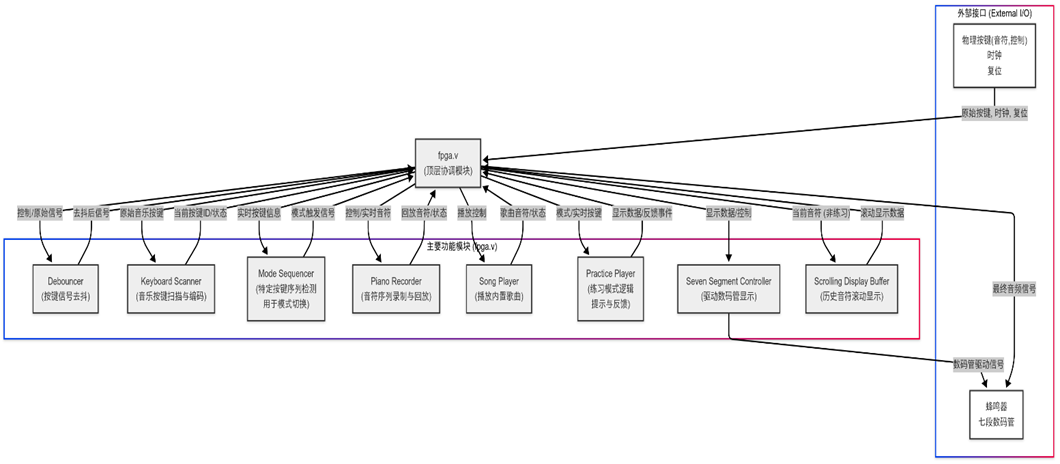 外部接口 (External I/O)
物理按键(音符,控制)
时钟
复位
原始按键, 时钟, 复位
fpga.v
(顶层协调模块)
控制/原始信号
去抖后信号
原始音乐按键
当前按键ID/状态
实时按键信息
模式触发信号
控制/实时音符
回放音符/状态
播放控制
歌曲音符/状态
模式/实时按键
显示数据/反馈事件
显示数据/控制
当前音符 (非练习)
滚动显示数据
主要功能模块 (fpga.v)
Debouncer
(按键信号去抖)
Keyboard Scanner
(音乐按键扫描与编码)
Mode Sequencer
(特定按键序列检测
用于模式切换)
Piano Recorder
(音符序列录制与回放)
Song Player
(播放内置歌曲)
Practice Player
(练习模式逻辑
提示与反馈)
Seven Segment Controller
(驱动数码管显示)
Scrolling Display Buffer
(历史音符滚动显示)
最终音频信号
数码管驱动信号
蜂鸣器
七段数码管